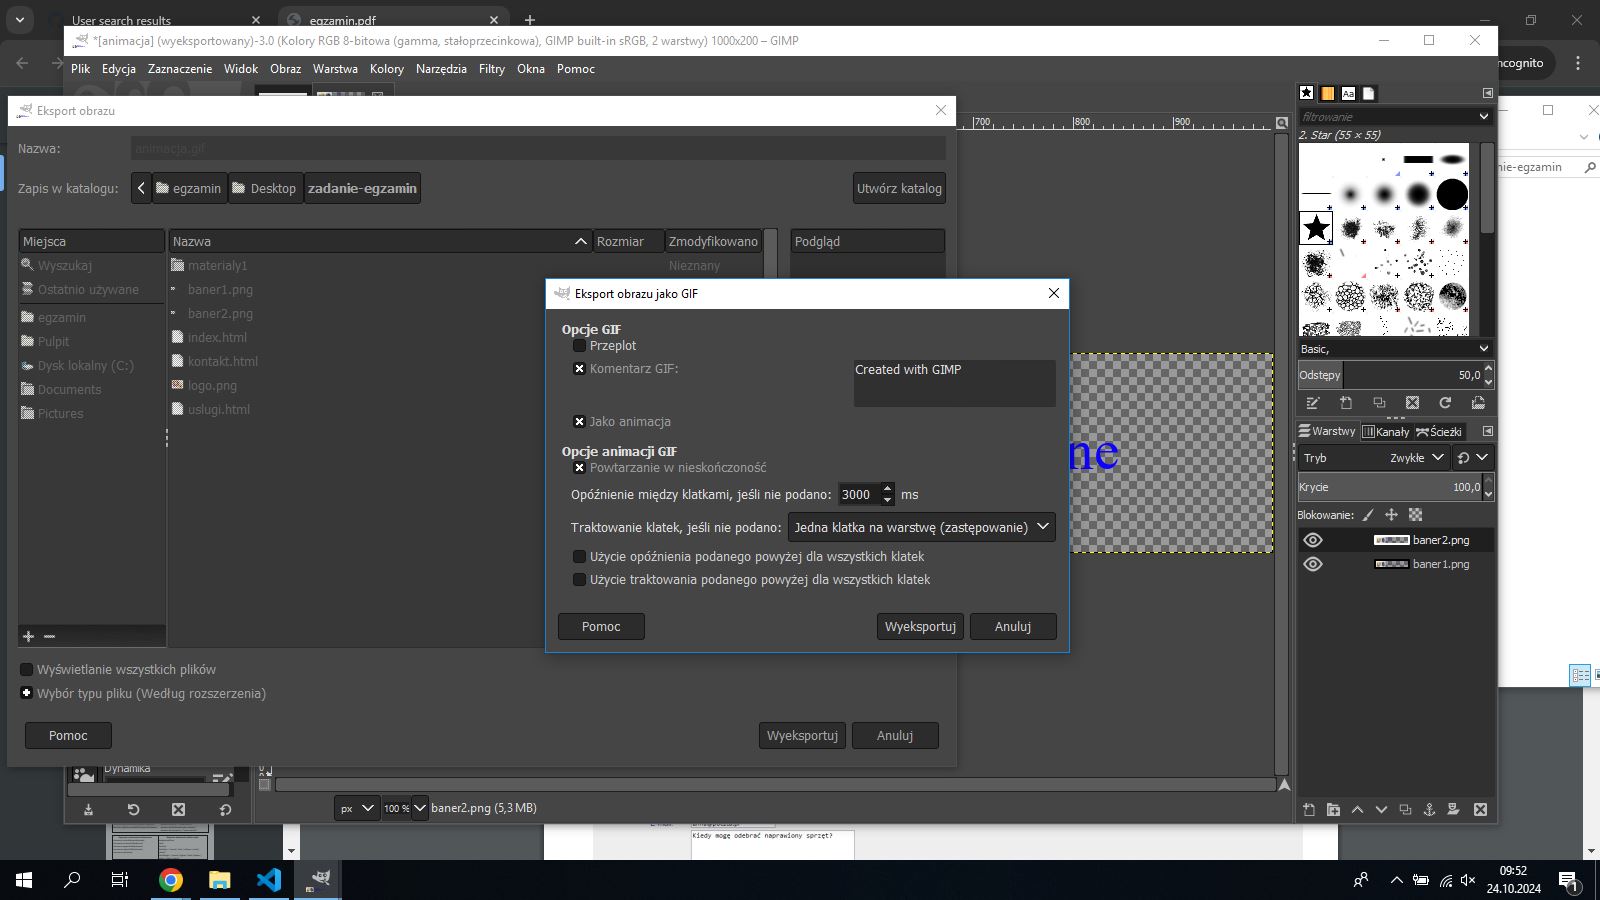 User search results
egzamin.pdf
*[animacja] (wyeksportowany)-3.0 (Kolory RGB 8-bitowa (gamma, stałoprzecinkowa), GIMP built-in sRGB, 2 warstwy) 1000x200 – GIMP
Plik Edycja Zaznaczenie Widok Obraz Warstwa Kolory Narzędzia Filtry Okna Pomoc
ncognito
Eksport obrazu
Nazwa: animacja.gif
Zapis w katalogu: egzamin Desktop zadanie-egzamin
Utwórz katalog
Miejsca
Wyszukaj
Ostatnio używane
egzamin
Pulpit
Dysk lokalny (C:)
Documents
Pictures
Nazwa Rozmiar Zmodyfikowano
materialy1 Nieznany
baner1.png
baner2.png
index.html
kontakt.html
logo.png
uslugi.html
Podgląd
Wyświetlanie wszystkich plików
Wybór typu pliku (Według rozszerzenia)
Pomoc Wyeksportuj Anuluj
Eksport obrazu jako GIF
Opcje GIF
Przeplot
Komentarz GIF: Created with GIMP
Jako animacja
Opcje animacji GIF
Powtarzanie w nieskończoność
Opóźnienie między klatkami, jeśli nie podano: 3000 ms
Traktowanie klatek, jeśli nie podano: Jedna klatka na warstwę (zastępowanie)
Użycie opóźnienia podanego powyżej dla wszystkich klatek
Użycie traktowania podanego powyżej dla wszystkich klatek
Pomoc Wyeksportuj Anuluj
700 800 900
ne
filtrowanie
2. Star (55 × 55)
Basic,
Odstępy 50,0
Warstwy Kanały Ścieżki
Tryb Zwykłe
Krycie 100,0
Blokowanie:
baner2.png
baner1.png
nie-egzamin
Dynamika
px 100 % baner2.png (5,3 MB)
Kiedy mogę odebrać naprawiony sprzęt?
09:52
24.10.2024
1